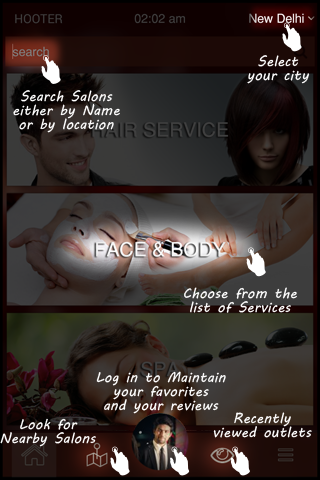 HOOTER 02:02 am New Delhi
search
Select
your city
Search Salons
either by Name
or by location
HAIR SERVICE
FACE & BODY
Choose from the
list of Services
SPA
Log in to Maintain
your favorites
and your reviews
Look for
Nearby Salons
Recently
viewed outlets